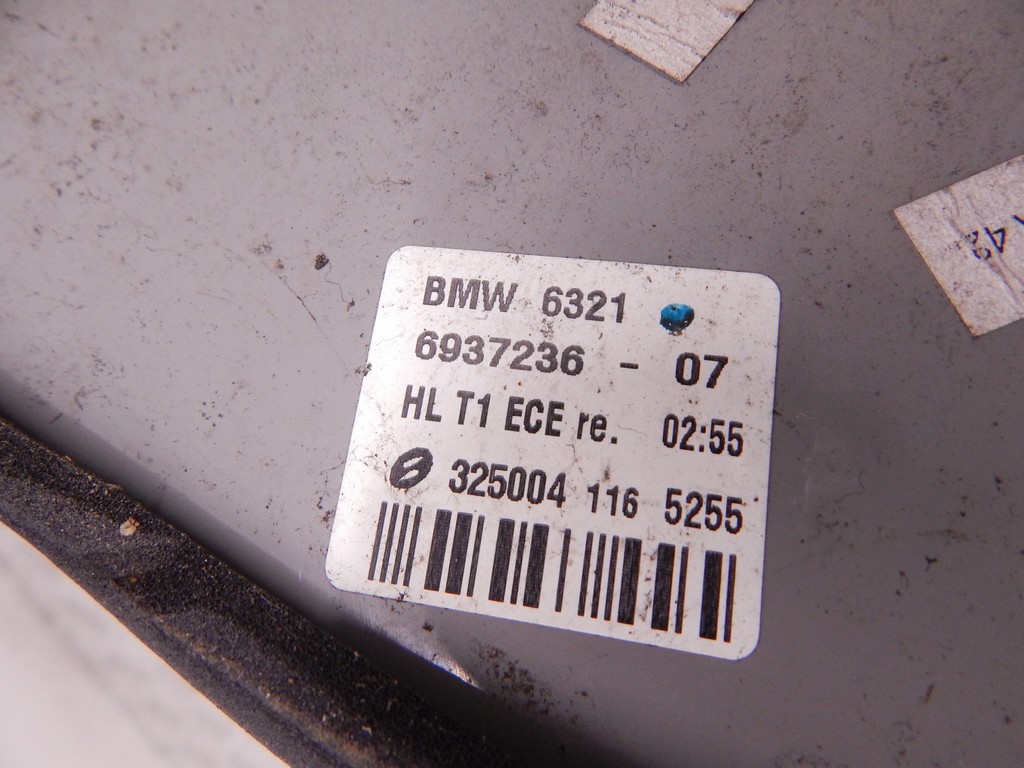 BMW 6321
6937236 - 07
HL T1 ECE re. 02:55
325004 116 5255